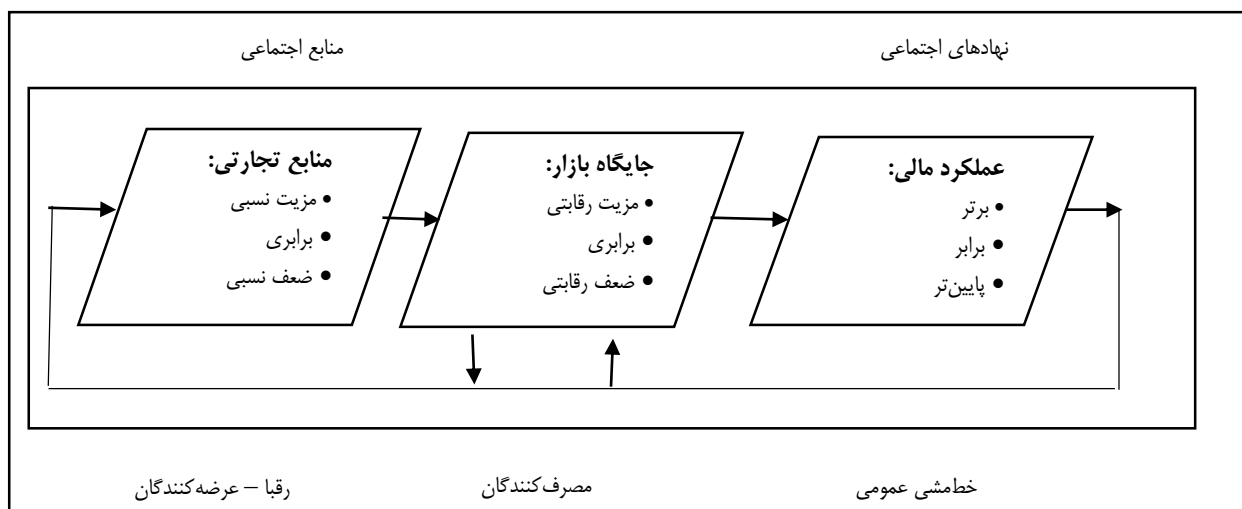 نهادهای اجتماعی
منابع اجتماعی
منابع تجارتی:
• مزیت نسبی
• برابری
• ضعف نسبی
جایگاه بازار:
• مزیت رقابتی
• برابری
• ضعف رقابتی
عملکرد مالی:
• برتر
• برابر
• پایین‌تر
خط‌مشی عمومی
مصرف‌کنندگان
رقبا – عرضه‌کنندگان